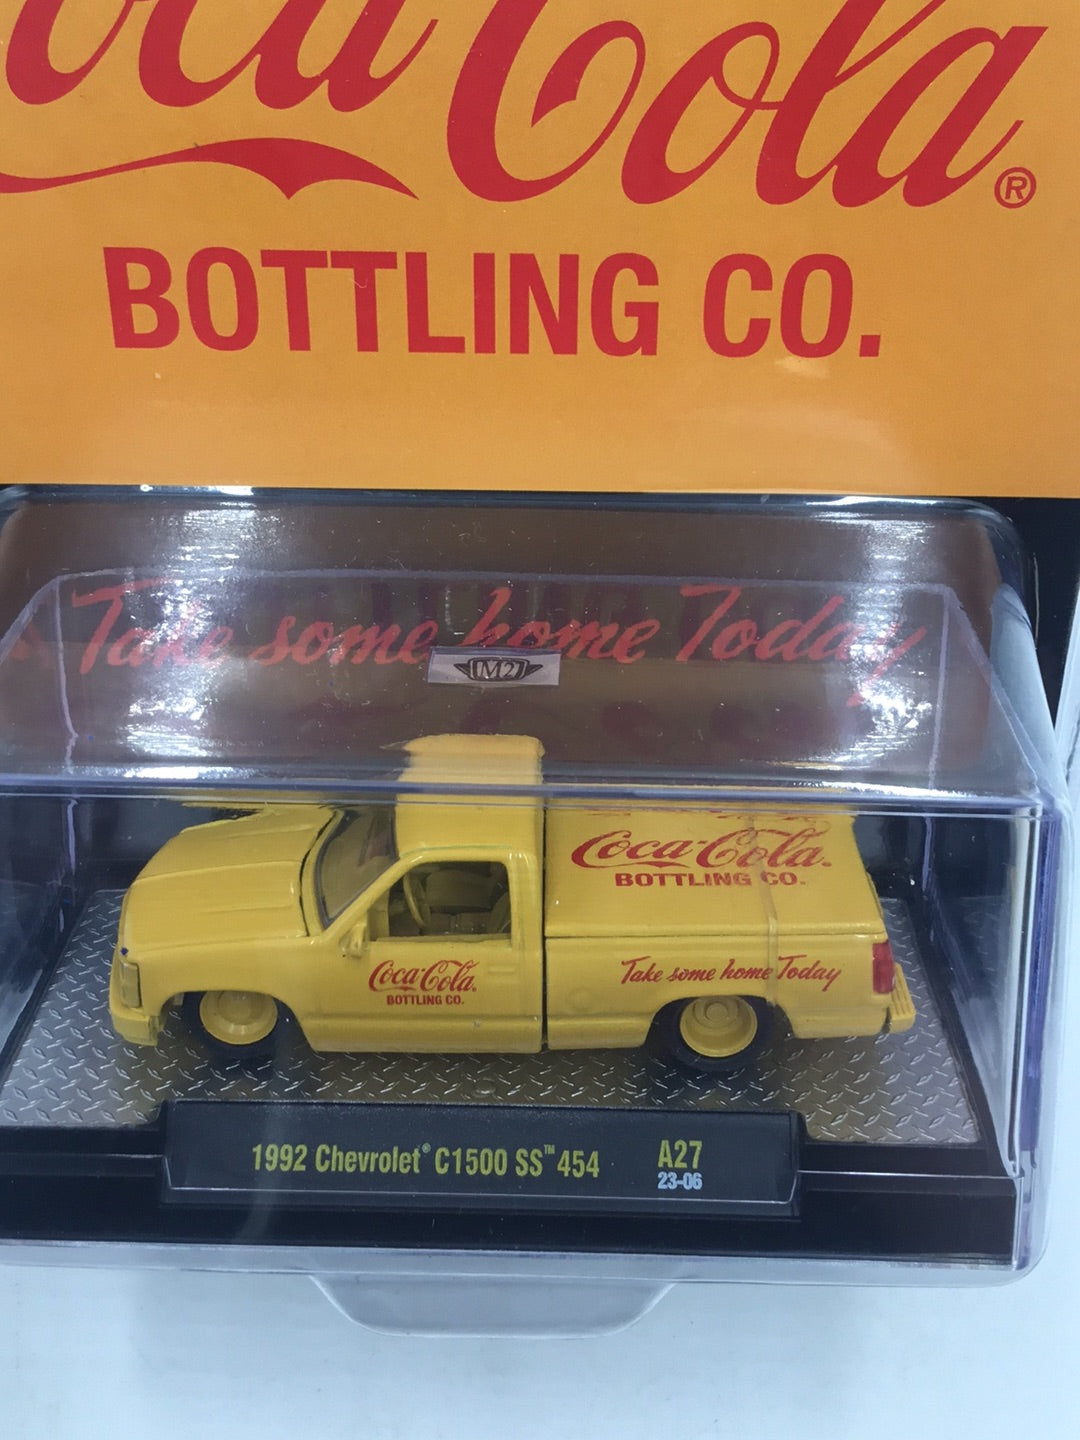 Coca-Cola®
BOTTLING CO.
Take some home Today
M2
Coca-Cola.
BOTTLING CO.
Coca-Cola.
BOTTLING CO.
Take some home Today
1992 Chevrolet® C1500 SS™ 454
A27
23-06